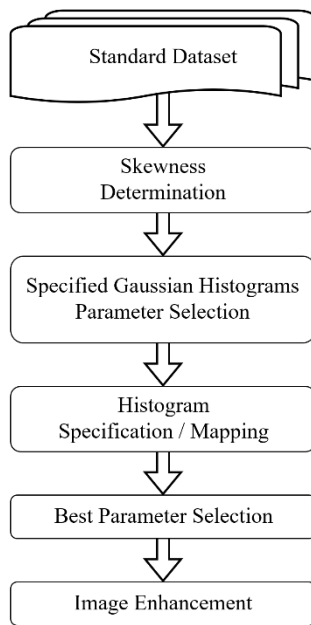 Standard Dataset
Skewness
Determination
Specified Gaussian Histograms
Parameter Selection
Histogram
Specification / Mapping
Best Parameter Selection
Image Enhancement